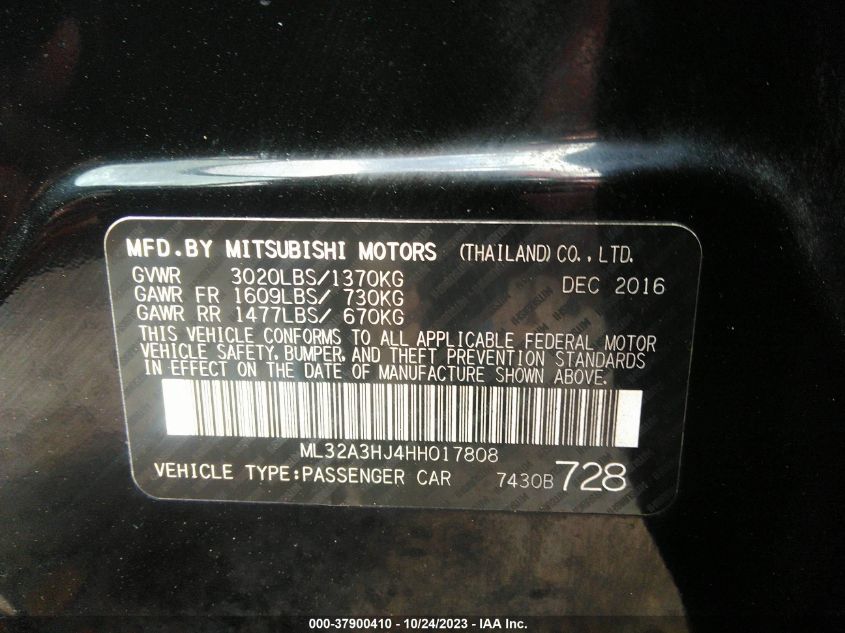 MFD.BY MITSUBISHI MOTORS (THAILAND)CO.,LTD.
GVWR 3020LBS/1370KG DEC 2016
GAWR FR 1609LBS/ 730KG
GAWR RR 1477LBS/ 670KG
THIS VEHICLE CONFORMS TO ALL APPLICABLE FEDERAL MOTOR
VEHICLE SAFETY, BUMPER, AND THEFT PREVENTION STANDARDS
IN EFFECT ON THE DATE OF MANUFACTURE SHOWN ABOVE.
ML32A3HJ4HH017808
VEHICLE TYPE:PASSENGER CAR 7430B 728
000-37900410 - 10/24/2023 - IAA Inc.